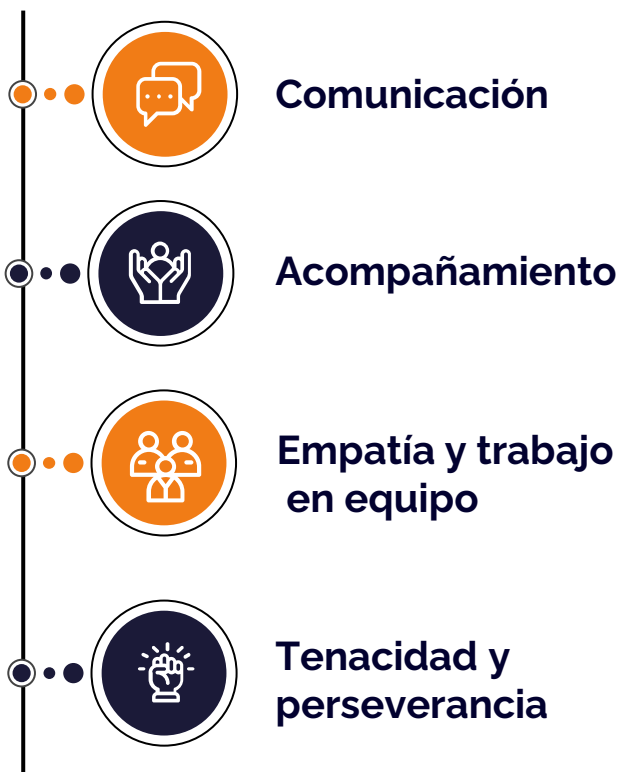 Comunicación
Acompañamiento
Empatía y trabajo
en equipo
Tenacidad y
perseverancia